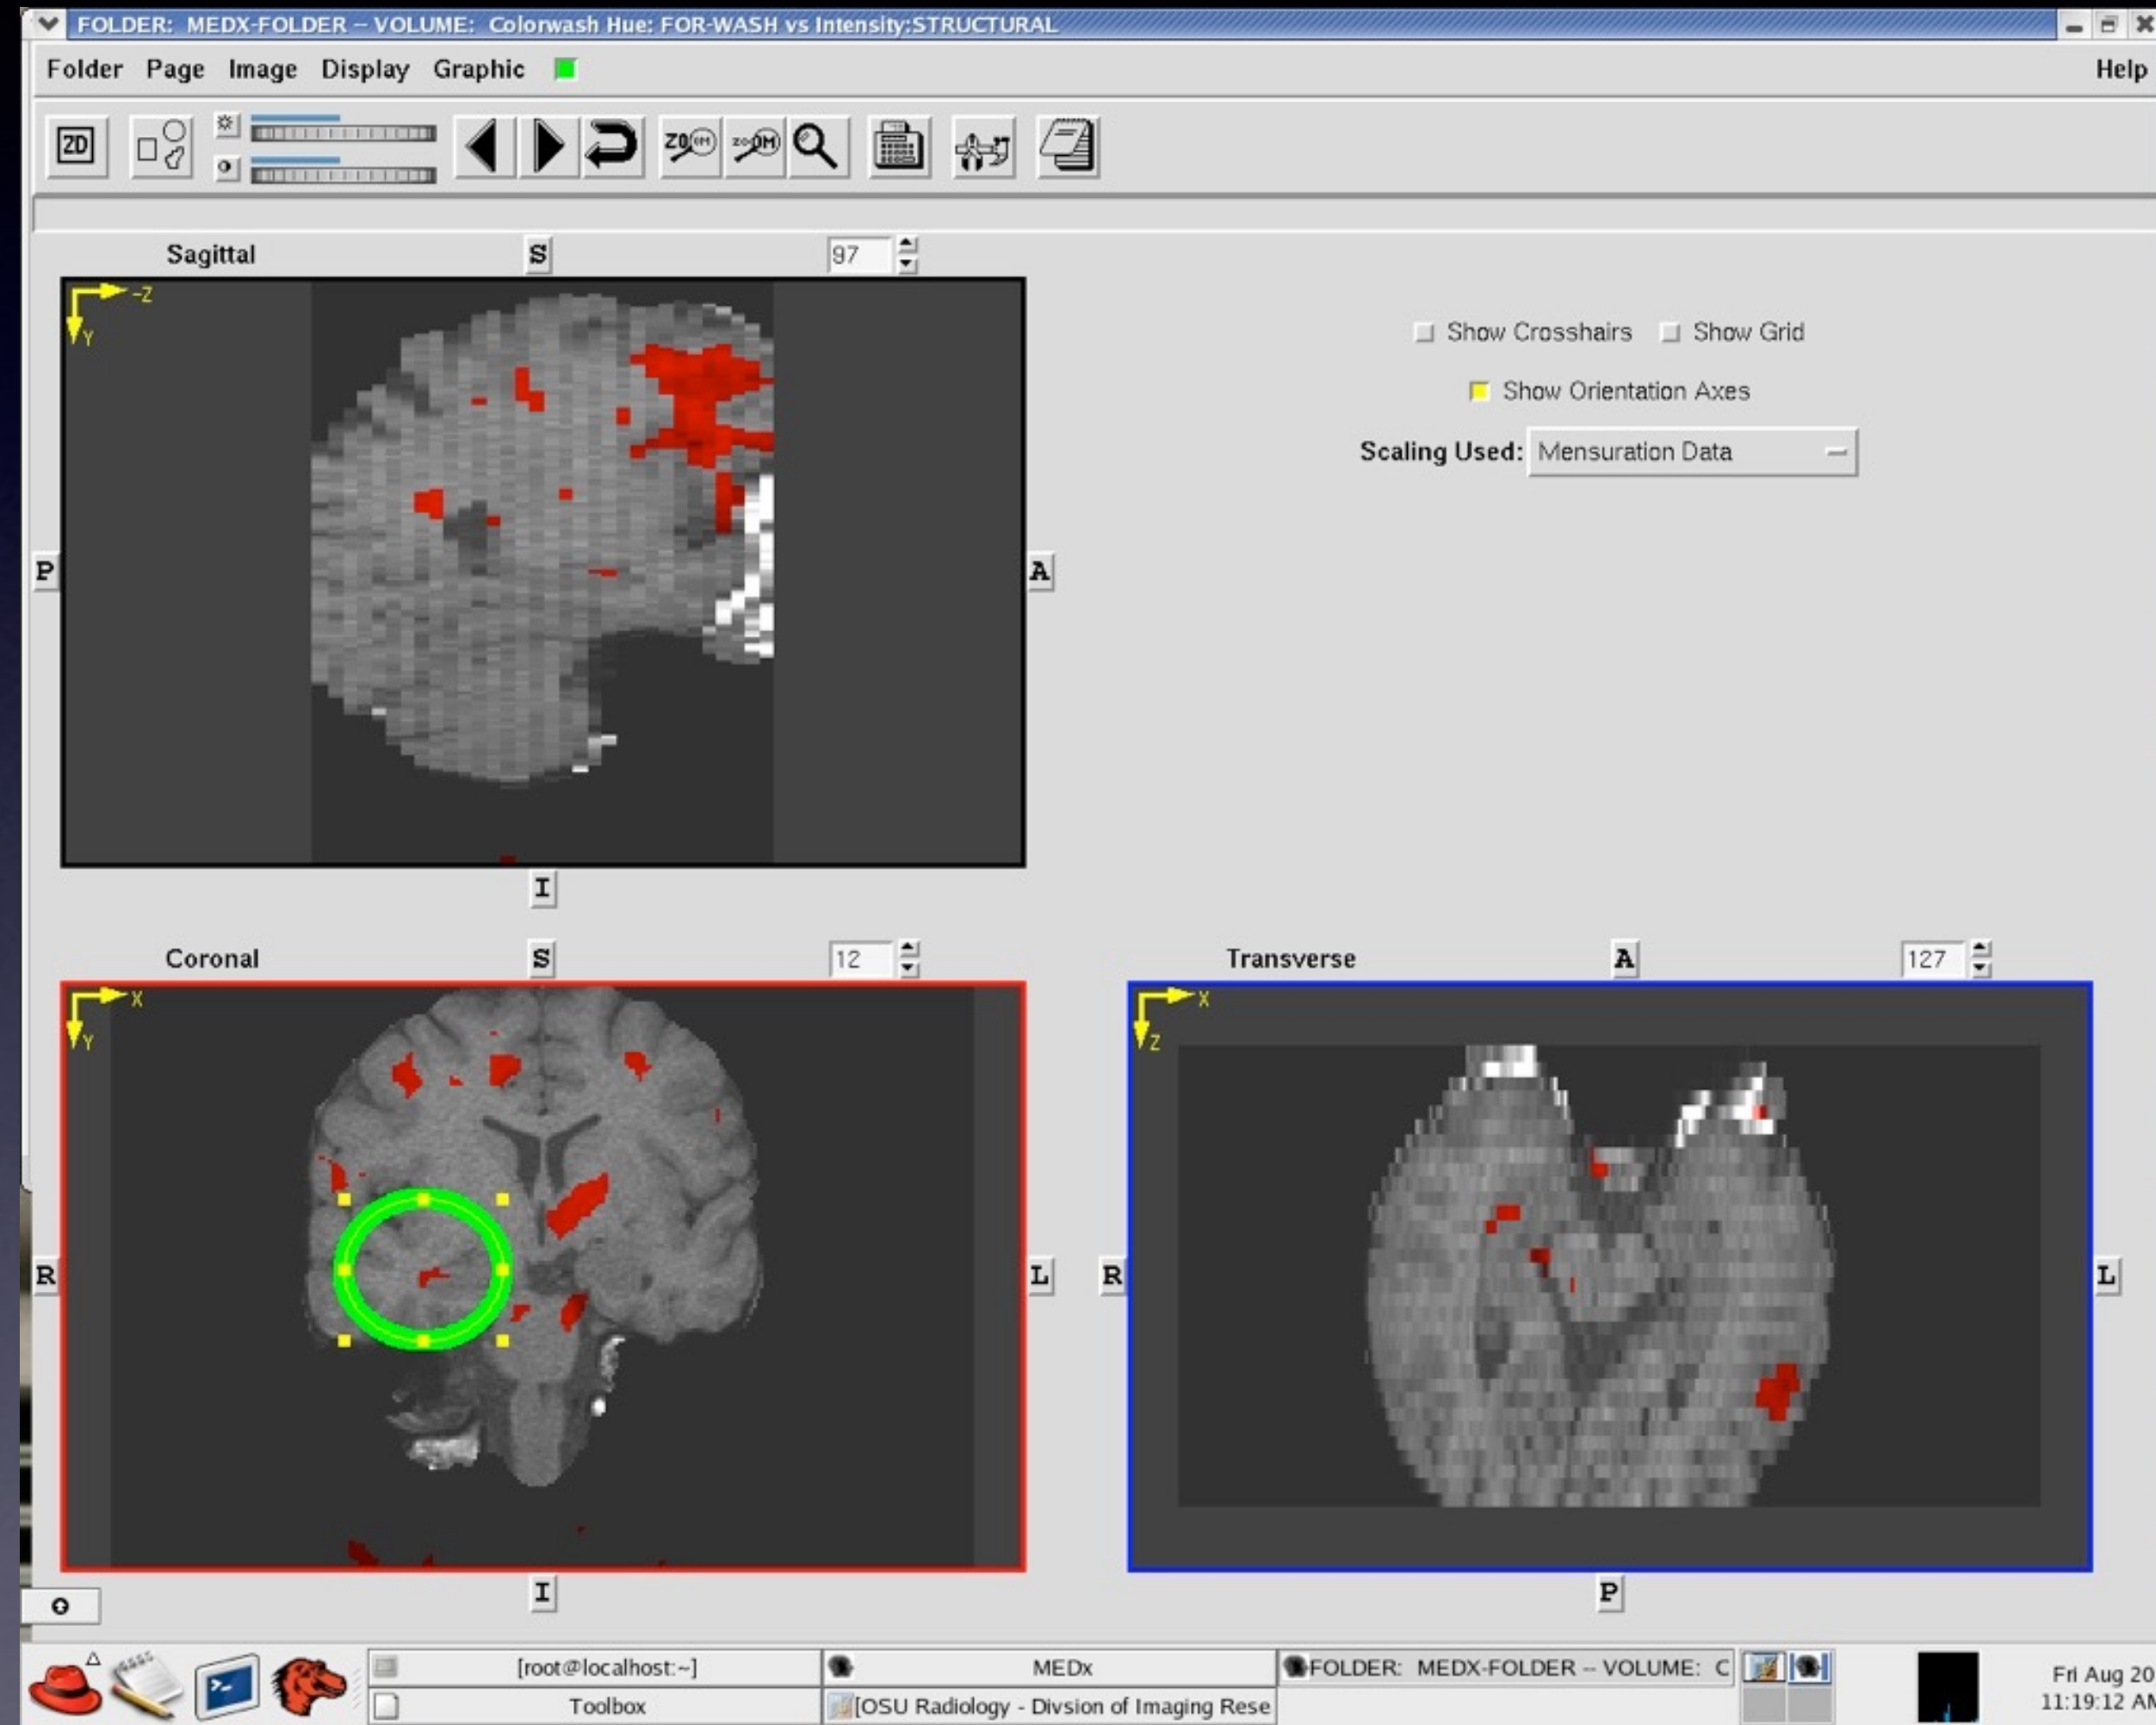 FOLDER: MEDX-FOLDER -- VOLUME: Colorwash Hue: FOR-WASH vs Intensity:STRUCTURAL
Folder Page Image Display Graphic Help
2D ZOOM ZOOM
Sagittal S 97
-Z
Y
Show Crosshairs Show Grid
Show Orientation Axes
Scaling Used: Mensuration Data
P A
I
Coronal S 12
Transverse A 127
X
Y
X
Z
R L R L
I P
[root@localhost:~] MEDx FOLDER: MEDX-FOLDER -- VOLUME: C
Toolbox [OSU Radiology - Divsion of Imaging Rese
Fri Aug 20
11:19:12 AM